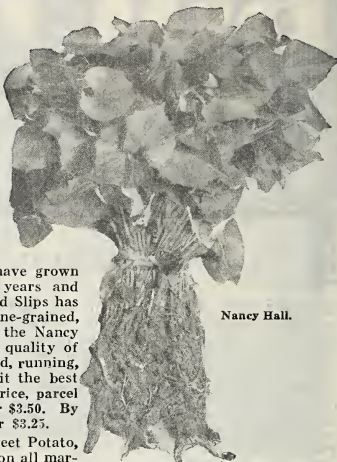 have grown
years and
d Slips has
ne-grained,
the Nancy
quality of
d, running,
it the best
rice, parcel
r $3.50. By
r $3.25.
eet Potato,
on all mar-
Nancy Hall.